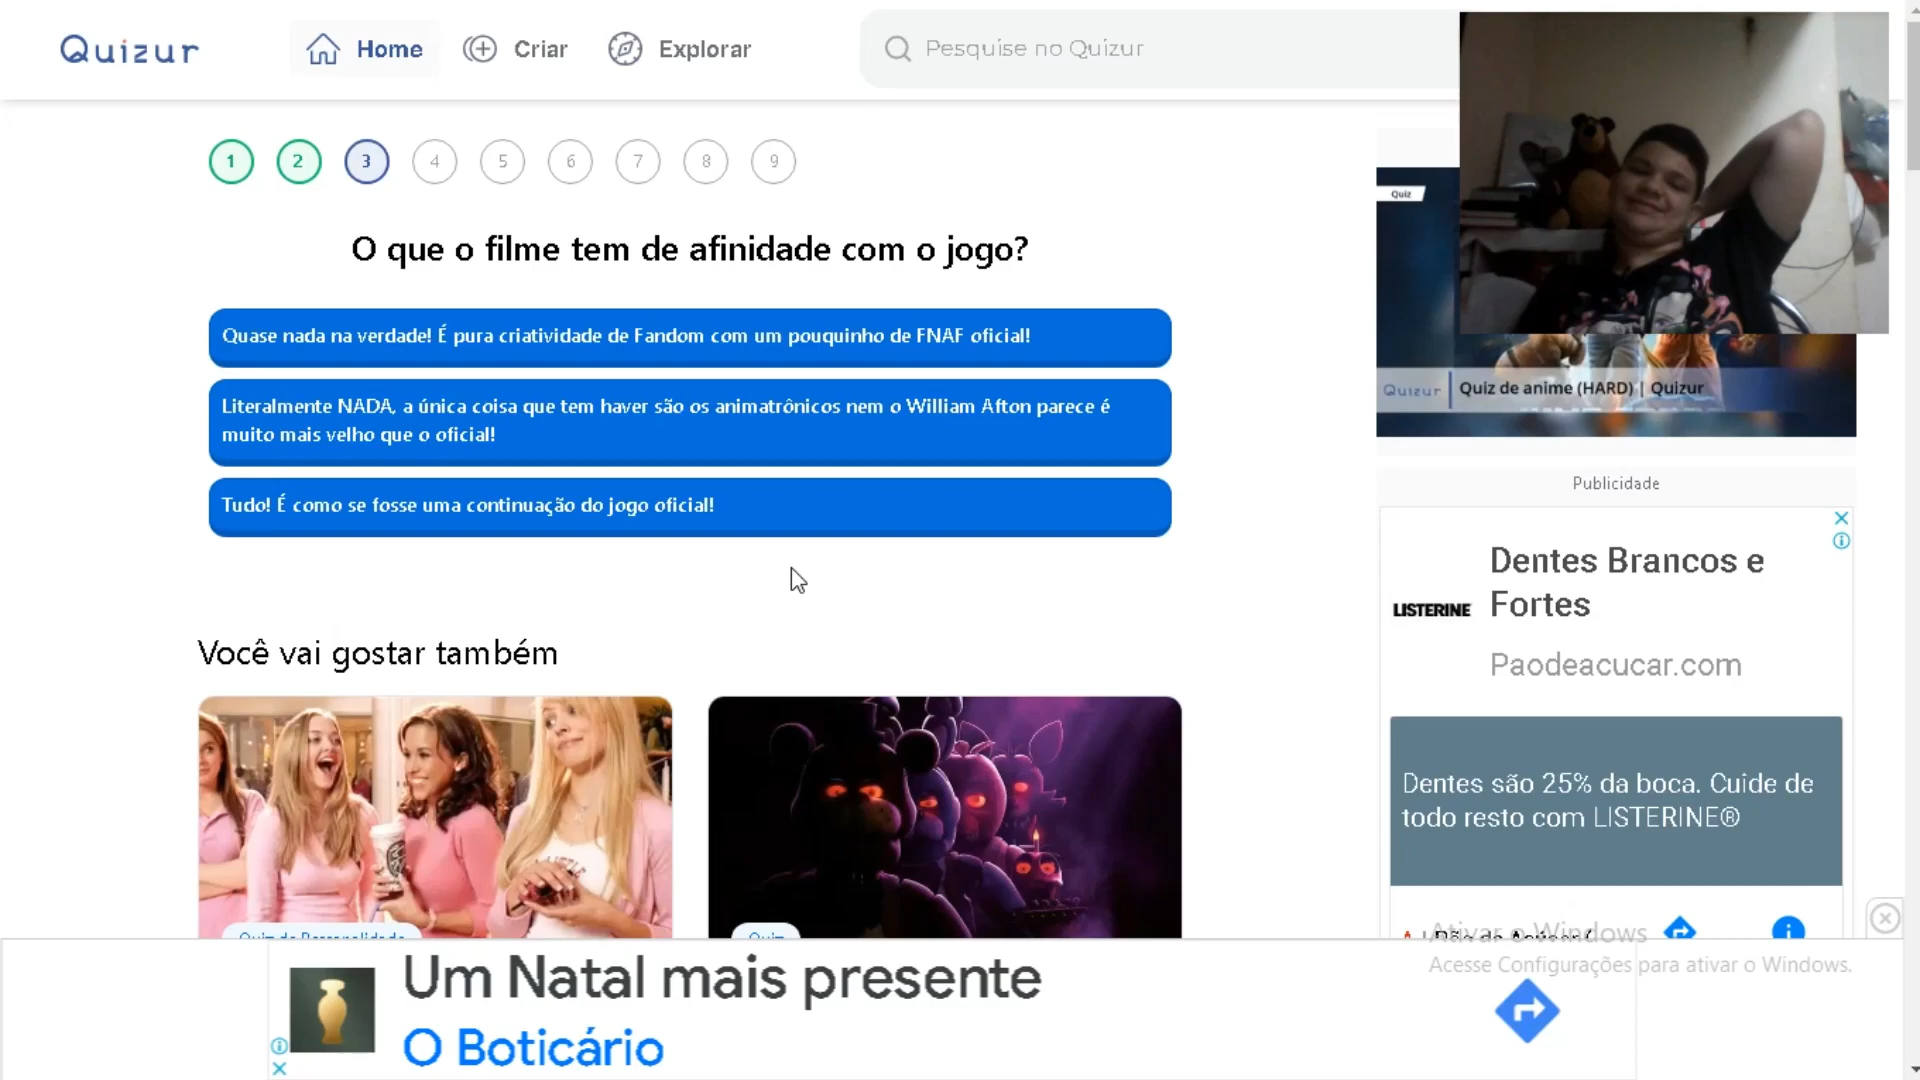 Quizur
Home
Criar
Explorar
Pesquise no Quizur
1 2 3 4 5 6 7 8 9
O que o filme tem de afinidade com o jogo?
Quase nada na verdade! É pura criatividade de Fandom com um pouquinho de FNAF oficial!
Literalmente NADA, a única coisa que tem haver são os animatrônicos nem o William Afton parece é
muito mais velho que o oficial!
Tudo! É como se fosse uma continuação do jogo oficial!
Você vai gostar também
Quiz de Personalidade
Quiz
Quiz
Quizur
Quiz de anime (HARD) | Quizur
Publicidade
LISTERINE
Dentes Brancos e
Fortes
Paodeacucar.com
Dentes são 25% da boca. Cuide de
todo resto com LISTERINE®
Ativar o Windows
Acesse Configurações para ativar o Windows.
Um Natal mais presente
O Boticário